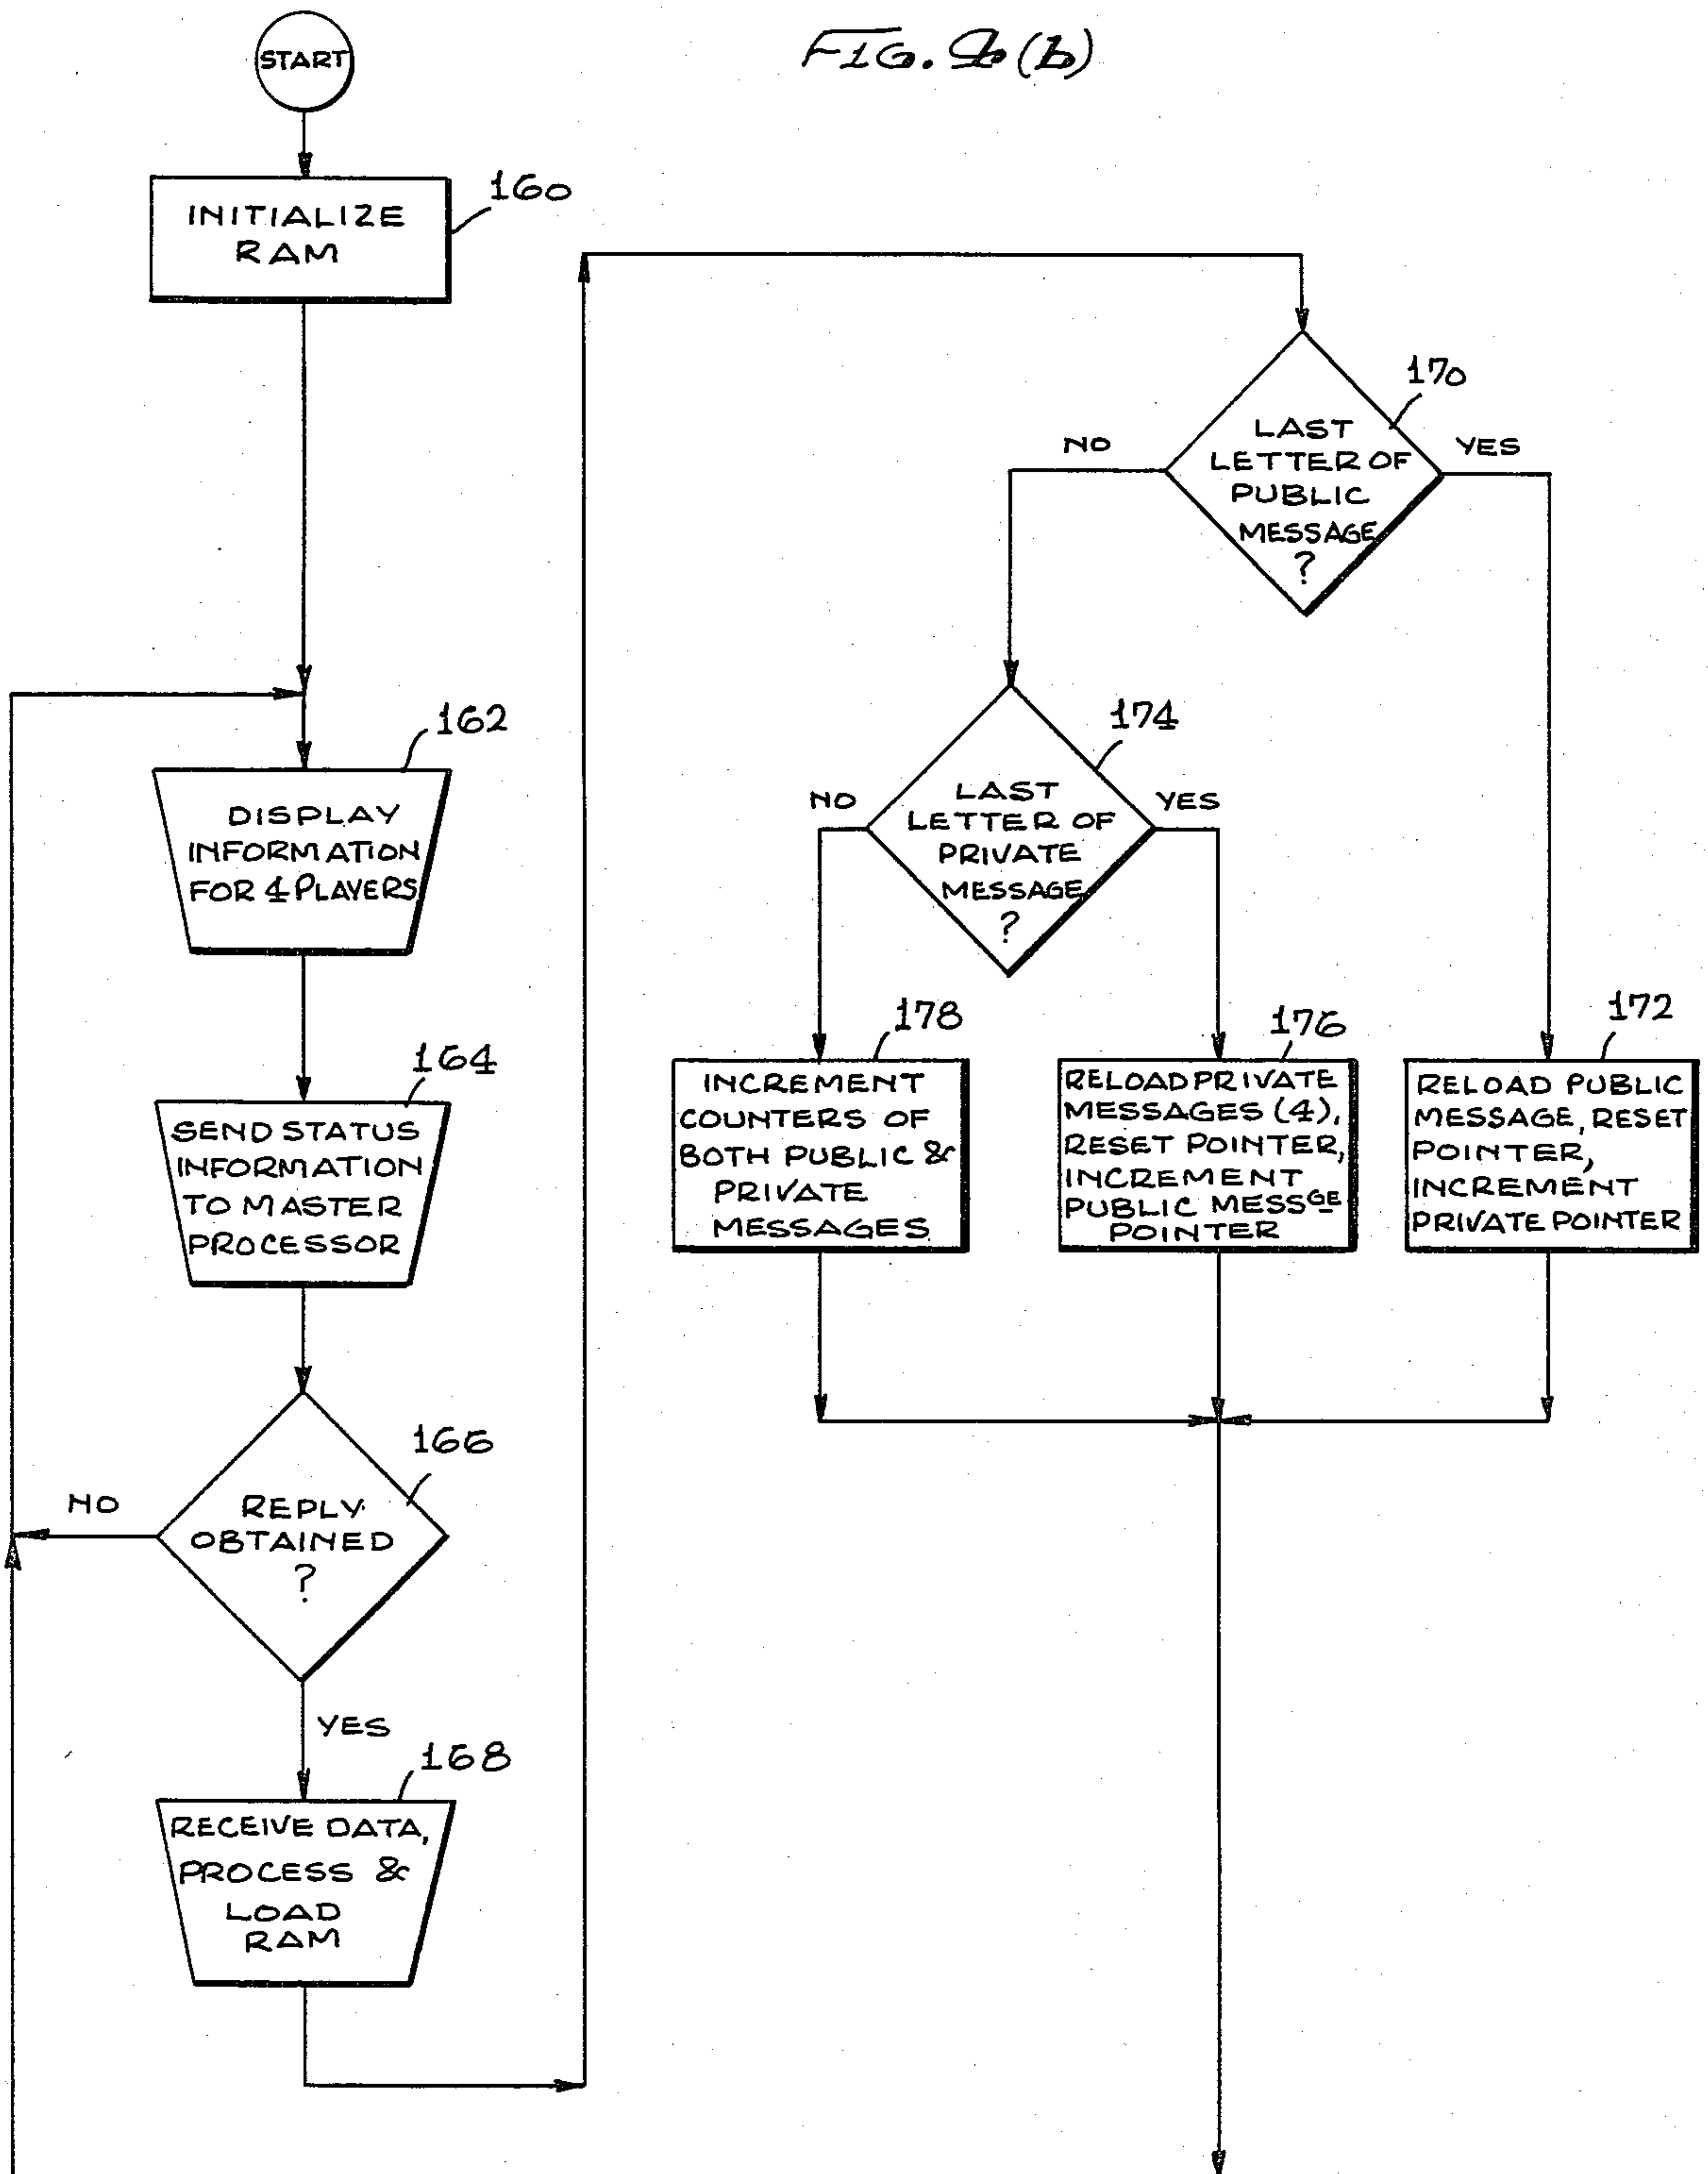 START
FIG. 9b(b)
INITIALIZE
RAM
160
162
DISPLAY
INFORMATION
FOR 4 PLAYERS
164
SEND STATUS
INFORMATION
TO MASTER
PROCESSOR
166
NO
REPLY
OBTAINED
?
YES
168
RECEIVE DATA,
PROCESS &
LOAD
RAM
170
NO
LAST
LETTER OF
PUBLIC
MESSAGE
?
YES
174
NO
LAST
LETTER OF
PRIVATE
MESSAGE
?
YES
178
INCREMENT
COUNTERS OF
BOTH PUBLIC &
PRIVATE
MESSAGES
176
RELOAD PRIVATE
MESSAGES (4),
RESET POINTER,
INCREMENT
PUBLIC MESSGE
POINTER
172
RELOAD PUBLIC
MESSAGE, RESET
POINTER,
INCREMENT
PRIVATE POINTER